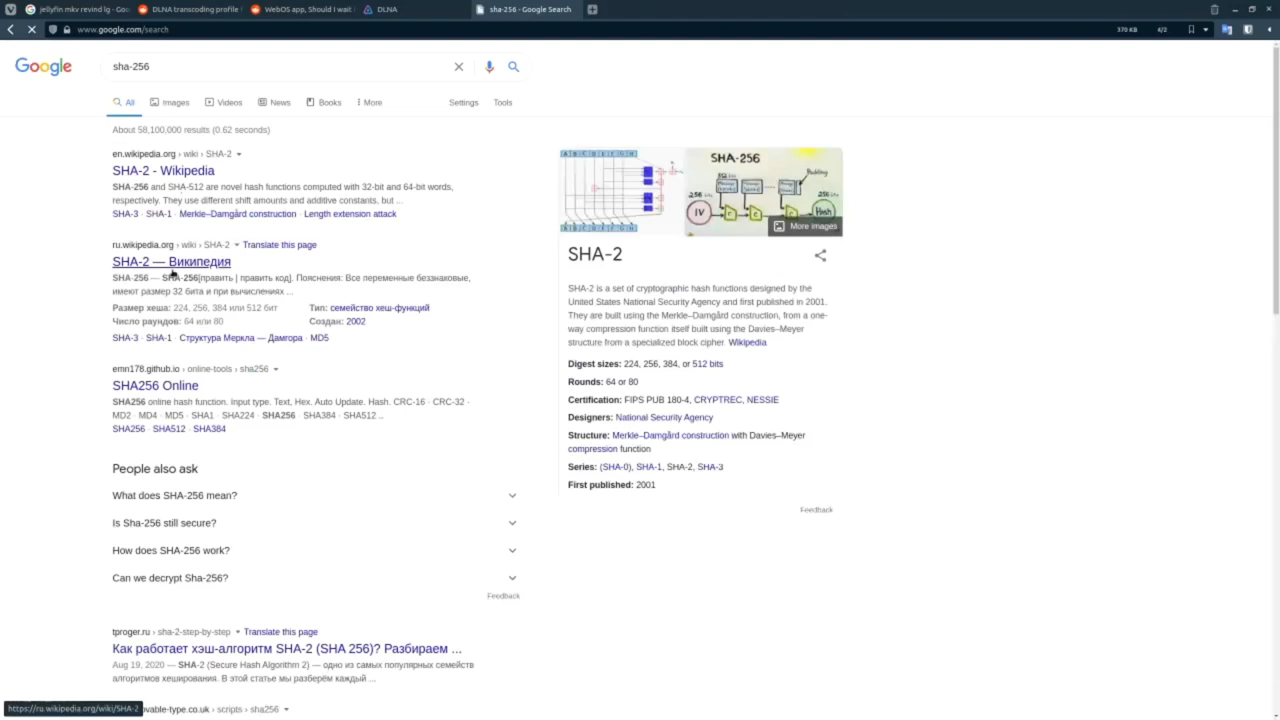 jellyfin mkv revind lg - Goo
DLNA transcoding profile
WebOS app, Should I wait
DLNA
sha-256 - Google Search
www.google.com/search
370 KB
4/2
Google
sha-256
All
Images
Videos
News
Books
More
Settings
Tools
About 58,100,000 results (0.62 seconds)
en.wikipedia.org › wiki › SHA-2
SHA-2 - Wikipedia
SHA-256 and SHA-512 are novel hash functions computed with 32-bit and 64-bit words,
respectively. They use different shift amounts and additive constants, but ...
SHA-3 · SHA-1 · Merkle–Damgård construction · Length extension attack
ru.wikipedia.org › wiki › SHA-2 Translate this page
SHA-2 — Википедия
SHA-256 — SHA-256[править | править код]. Пояснения: Все переменные беззнаковые,
имеют размер 32 бита и при вычислениях ...
Размер хеша: 224, 256, 384 или 512 бит Тип: семейство хеш-функций
Число раундов: 64 или 80 Создан: 2002
SHA-3 · SHA-1 · Структура Меркла — Дамгора · MD5
emn178.github.io › online-tools › sha256
SHA256 Online
SHA256 online hash function. Input type. Text, Hex. Auto Update. Hash. CRC-16 · CRC-32 ·
MD2 · MD4 · MD5 · SHA1 · SHA224 · SHA256 · SHA384 · SHA512 ..
SHA256 · SHA512 · SHA384
People also ask
What does SHA-256 mean?
Is Sha-256 still secure?
How does SHA-256 work?
Can we decrypt Sha-256?
Feedback
tproger.ru › sha-2-step-by-step Translate this page
Как работает хэш-алгоритм SHA-2 (SHA 256)? Разбираем ...
Aug 19, 2020 — SHA-2 (Secure Hash Algorithm 2) — одно из самых популярных семейств
алгоритмов хеширования. В этой статье мы разберём каждый ...
https://ru.wikipedia.org/wiki/SHA-2
ovable-type.co.uk › scripts › sha256
A B C D E F G H
SHA-256
Padding
256 bit
IV
Hash
More images
SHA-2
SHA-2 is a set of cryptographic hash functions designed by the
United States National Security Agency and first published in 2001.
They are built using the Merkle–Damgård construction, from a one-
way compression function itself built using the Davies–Meyer
structure from a specialized block cipher. Wikipedia
Digest sizes: 224, 256, 384, or 512 bits
Rounds: 64 or 80
Certification: FIPS PUB 180-4, CRYPTREC, NESSIE
Designers: National Security Agency
Structure: Merkle–Damgård construction with Davies–Meyer
compression function
Series: (SHA-0), SHA-1, SHA-2, SHA-3
First published: 2001
Feedback